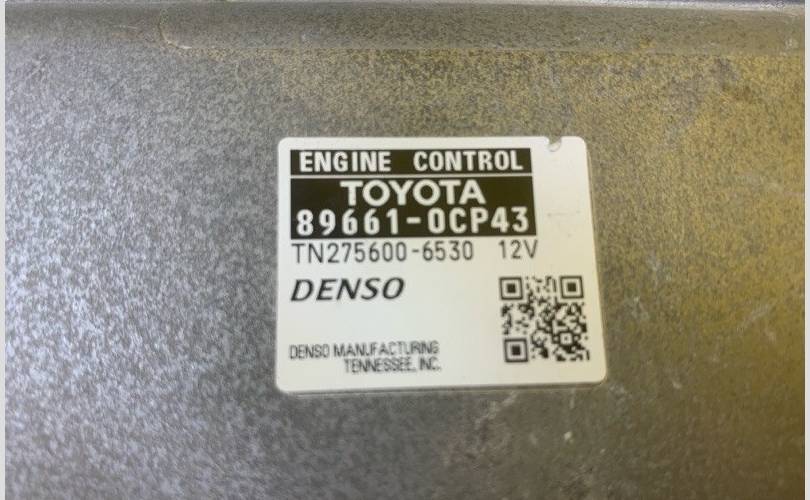 ENGINE CONTROL
TOYOTA
89661-0CP43
TN275600-6530 12V
DENSO
DENSO MANUFACTURING
TENNESSEE, INC.